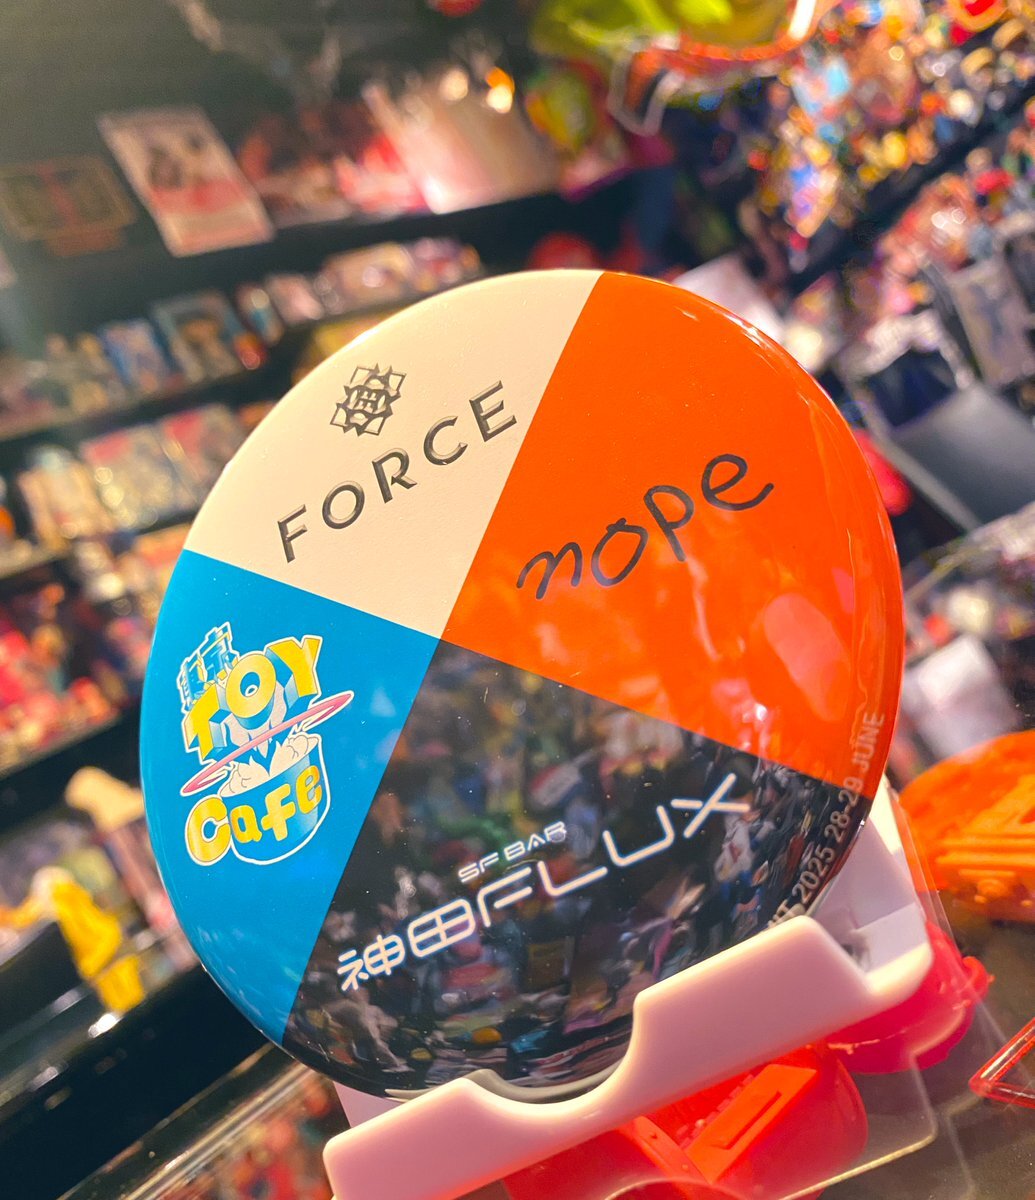 FORCE
nope
東京
TOY
Cafe
SF BAR
神田FLUX
2025 28-29 JUNE